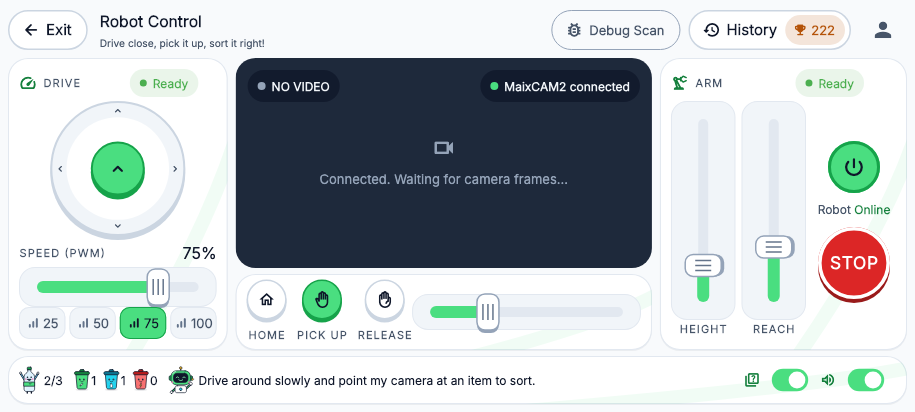 Exit
Robot Control
Drive close, pick it up, sort it right!
Debug Scan
History
222
DRIVE
Ready
SPEED (PWM)
75%
25
50
75
100
NO VIDEO
MaixCAM2 connected
Connected. Waiting for camera frames...
HOME
PICK UP
RELEASE
ARM
Ready
HEIGHT
REACH
Robot Online
STOP
2/3
1
1
0
Drive around slowly and point my camera at an item to sort.